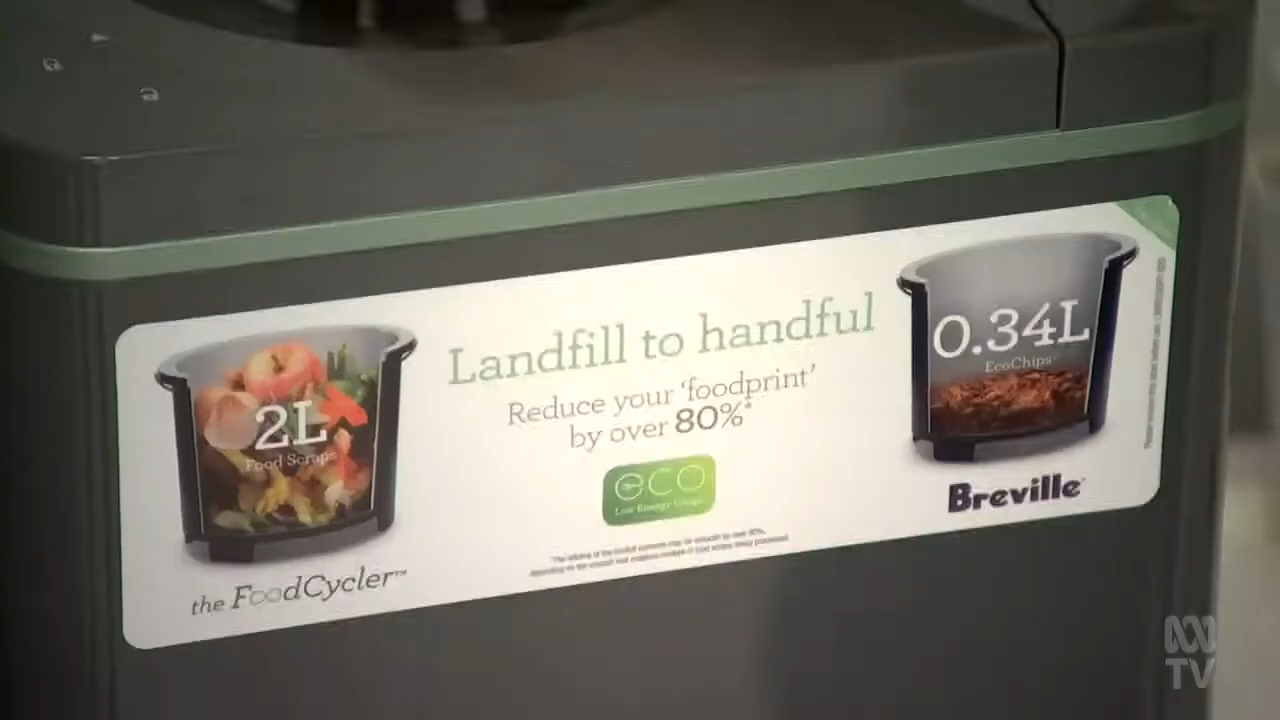 Landfill to handful
Reduce your 'foodprint'
by over 80%*
eco
Low Energy Usage
2L
Food Scraps
the FoodCycler™
0.34L
EcoChips
Breville
ABC
TV